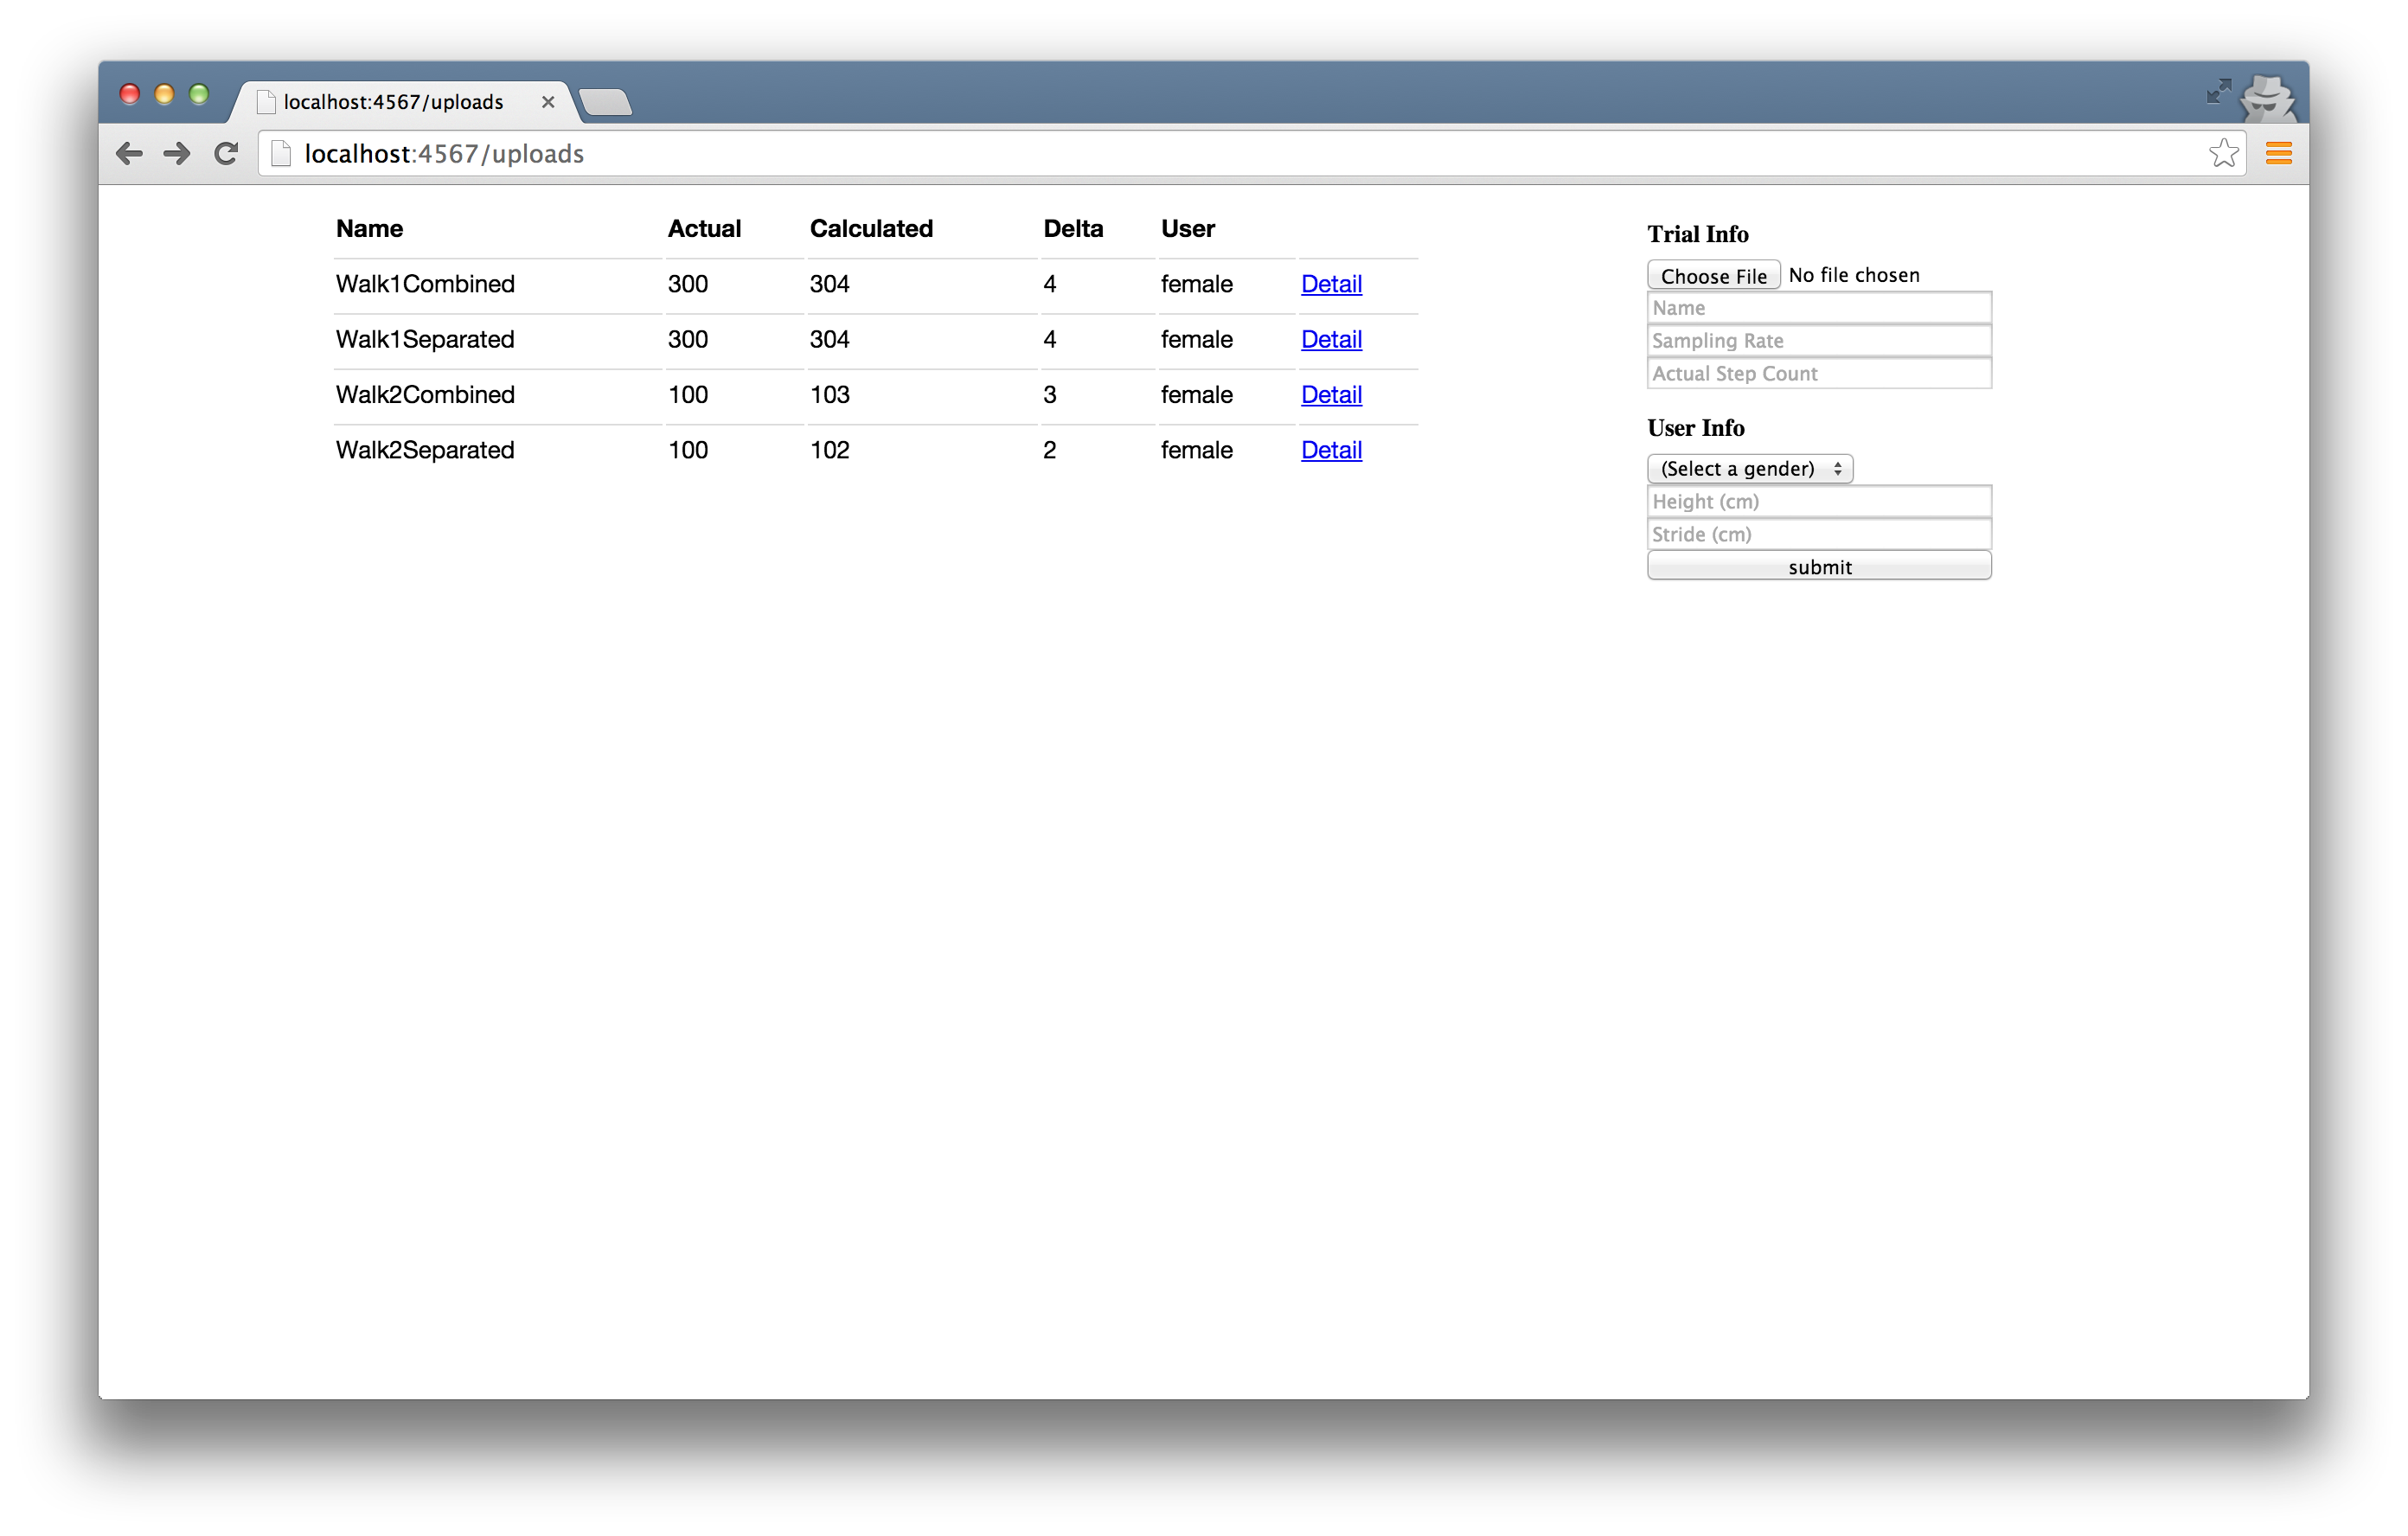 localhost:4567/uploads
localhost:4567/uploads
Name Actual Calculated Delta User
Walk1Combined 300 304 4 female Detail
Walk1Separated 300 304 4 female Detail
Walk2Combined 100 103 3 female Detail
Walk2Separated 100 102 2 female Detail
Trial Info
Choose File No file chosen
Name
Sampling Rate
Actual Step Count
User Info
(Select a gender)
Height (cm)
Stride (cm)
submit